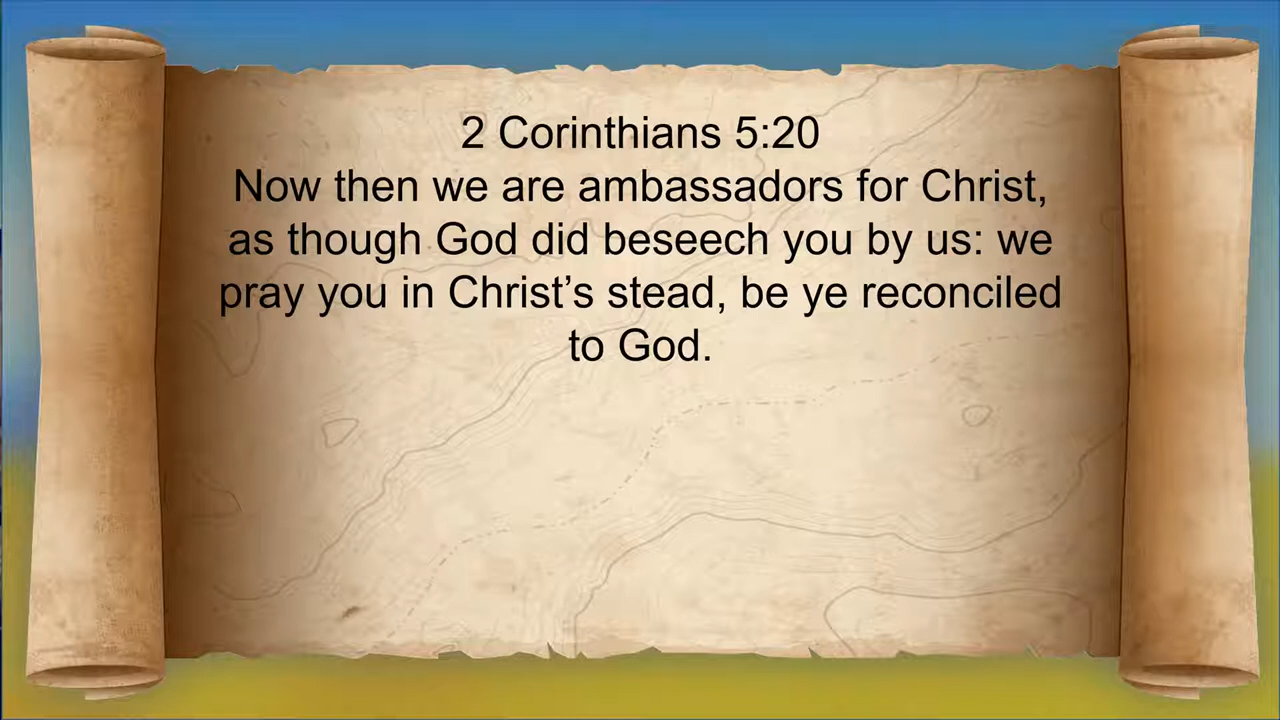 2 Corinthians 5:20
Now then we are ambassadors for Christ,
as though God did beseech you by us: we
pray you in Christ’s stead, be ye reconciled
to God.